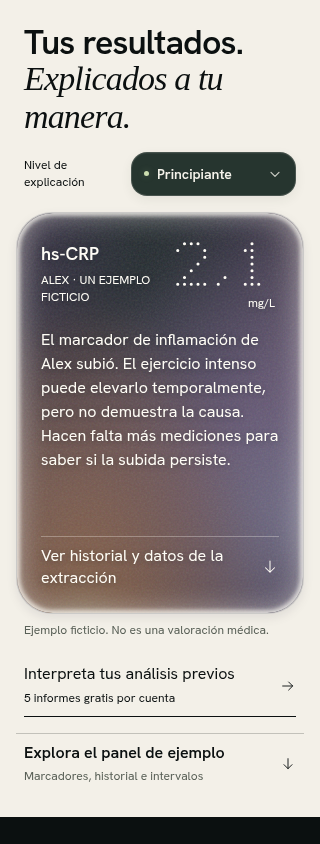 Tus resultados.
Explicados a tu
manera.
Nivel de
explicación
Principiante
hs-CRP
ALEX · UN EJEMPLO
FICTICIO
2.1
mg/L
El marcador de inflamación de
Alex subió. El ejercicio intenso
puede elevarlo temporalmente,
pero no demuestra la causa.
Hacen falta más mediciones para
saber si la subida persiste.
Ver historial y datos de la
extracción
Ejemplo ficticio. No es una valoración médica.
Interpreta tus análisis previos
5 informes gratis por cuenta
Explora el panel de ejemplo
Marcadores, historial e intervalos